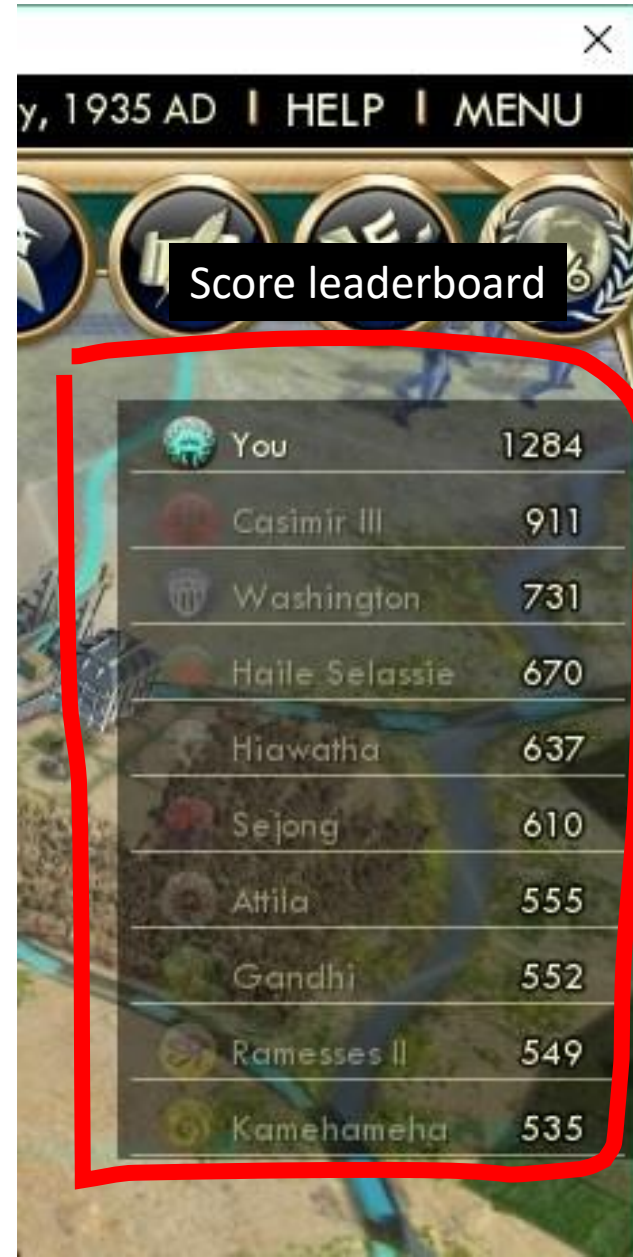 y, 1935 AD | HELP | MENU
Score leaderboard
6
You 1284
Casimir III 911
Washington 731
Haile Selassie 670
Hiawatha 637
Sejong 610
Attila 555
Gandhi 552
Ramesses II 549
Kamehameha 535